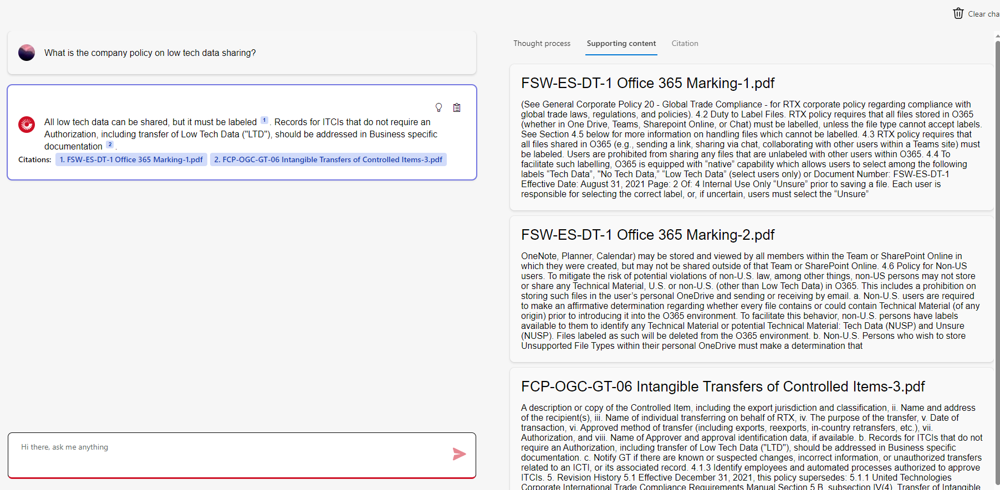 Clear cha
What is the company policy on low tech data sharing?
All low tech data can be shared, but it must be labeled 1 . Records for ITCIs that do not require an
Authorization, including transfer of Low Tech Data ("LTD"), should be addressed in Business specific
documentation 2 .
Citations: 1. FSW-ES-DT-1 Office 365 Marking-1.pdf 2. FCP-OGC-GT-06 Intangible Transfers of Controlled Items-3.pdf
Hi there, ask me anything
Thought process Supporting content Citation
FSW-ES-DT-1 Office 365 Marking-1.pdf
(See General Corporate Policy 20 - Global Trade Compliance - for RTX corporate policy regarding compliance with
global trade laws, regulations, and policies). 4.2 Duty to Label Files. RTX policy requires that all files stored in O365
(whether in One Drive, Teams, Sharepoint Online, or Chat) must be labelled, unless the file type cannot accept labels.
See Section 4.5 below for more information on handling files which cannot be labelled. 4.3 RTX policy requires that
all files shared in O365 (e.g., sending a link, sharing via chat, collaborating with other users within a Teams site) must
be labeled. Users are prohibited from sharing any files that are unlabeled with other users within O365. 4.4 To
facilitate such labelling, O365 is equipped with “native” capability which allows users to select among the following
labels “Tech Data”, "No Tech Data,” “Low Tech Data” (select users only) or Document Number: FSW-ES-DT-1
Effective Date: August 31, 2021 Page: 2 Of: 4 Internal Use Only “Unsure” prior to saving a file. Each user is
responsible for selecting the correct label, or, if uncertain, users must select the “Unsure”
FSW-ES-DT-1 Office 365 Marking-2.pdf
OneNote, Planner, Calendar) may be stored and viewed by all members within the Team or SharePoint Online in
which they were created, but may not be shared outside of that Team or SharePoint Online. 4.6 Policy for Non-US
users. To mitigate the risk of potential violations of non-U.S. law, among other things, non-US persons may not store
or share any Technical Material, U.S. or non-U.S. (other than Low Tech Data) in O365. This includes a prohibition on
storing such files in the user’s personal OneDrive and sending or receiving by email. a. Non-U.S. users are required
to make an affirmative determination regarding whether every file contains or could contain Technical Material (of any
origin) prior to introducing it into the O365 environment. To facilitate this behavior, non-U.S. persons have labels
available to them to identify any Technical Material or potential Technical Material: Tech Data (NUSP) and Unsure
(NUSP). Files labeled as such will be deleted from the O365 environment. b. Non-U.S. Persons who wish to store
Unsupported File Types within their personal OneDrive must make a determination that
FCP-OGC-GT-06 Intangible Transfers of Controlled Items-3.pdf
A description or copy of the Controlled Item, including the export jurisdiction and classification, ii. Name and address
of the recipient(s), iii. Name of individual transferring on behalf of RTX, iv. The purpose of the transfer, v. Date of
transaction, vi. Approved method of transfer (including exports, reexports, in-country retransfers, etc.), vii.
Authorization, and viii. Name of Approver and approval identification data, if available. b. Records for ITCIs that do not
require an Authorization, including transfer of Low Tech Data ("LTD"), should be addressed in Business specific
documentation. c. Notify GT if there are known or suspected changes, incorrect information, or unauthorized transfers
related to an ICTI, or its associated record. 4.1.3 Identify employees and automated processes authorized to approve
ITCIs. 5. Revision History 5.1 Effective December 31, 2021, this policy supersedes: 5.1.1 United Technologies
Corporate International Trade Compliance Requirements Manual Section 5.B, subsection IV(4), Transfer of Intangible